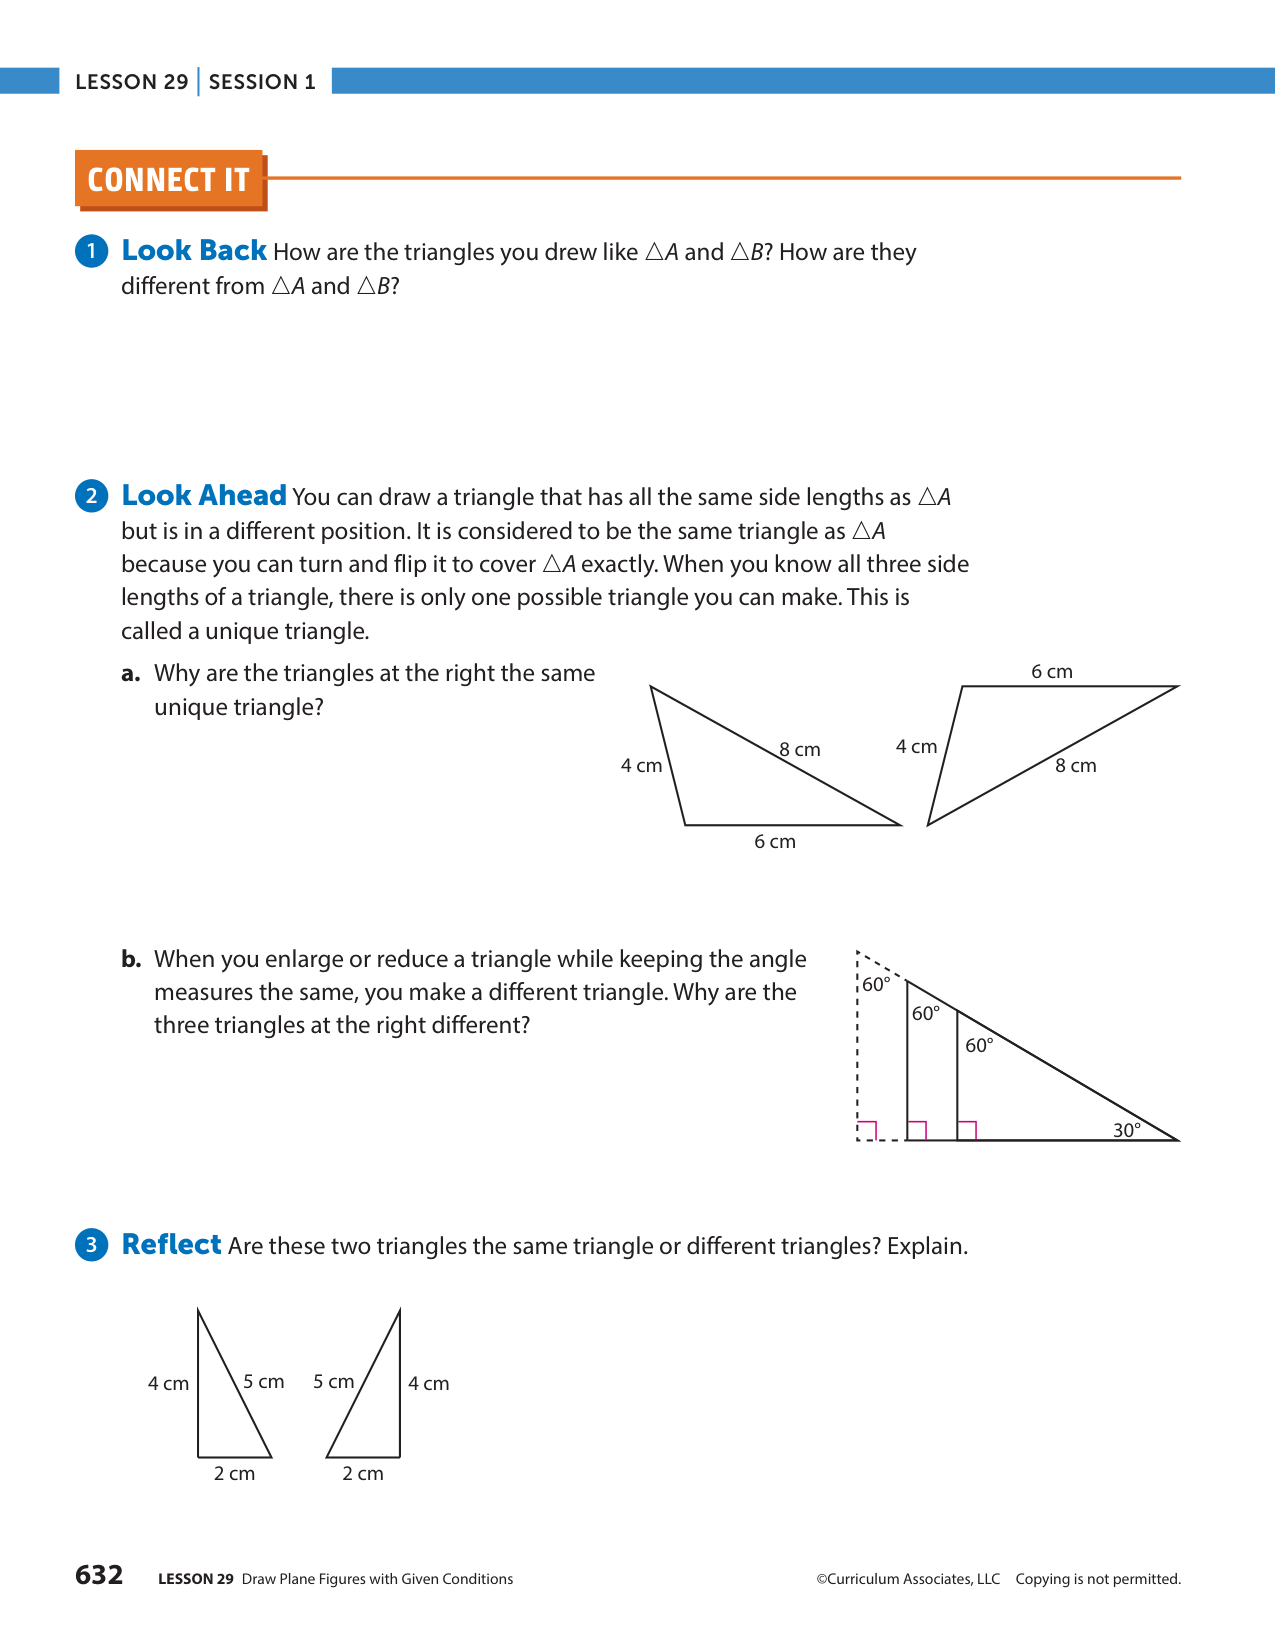 LESSON 29 | SESSION 1
CONNECT IT
1 Look Back How are the triangles you drew like △A and △B? How are they
different from △A and △B?
2 Look Ahead You can draw a triangle that has all the same side lengths as △A
but is in a different position. It is considered to be the same triangle as △A
because you can turn and flip it to cover △A exactly. When you know all three side
lengths of a triangle, there is only one possible triangle you can make. This is
called a unique triangle.
a. Why are the triangles at the right the same
unique triangle?
4 cm
8 cm
6 cm
6 cm
4 cm
8 cm
b. When you enlarge or reduce a triangle while keeping the angle
measures the same, you make a different triangle. Why are the
three triangles at the right different?
60°
60°
60°
30°
3 Reflect Are these two triangles the same triangle or different triangles? Explain.
4 cm
5 cm
2 cm
5 cm
4 cm
2 cm
632 LESSON 29 Draw Plane Figures with Given Conditions
©Curriculum Associates, LLC Copying is not permitted.